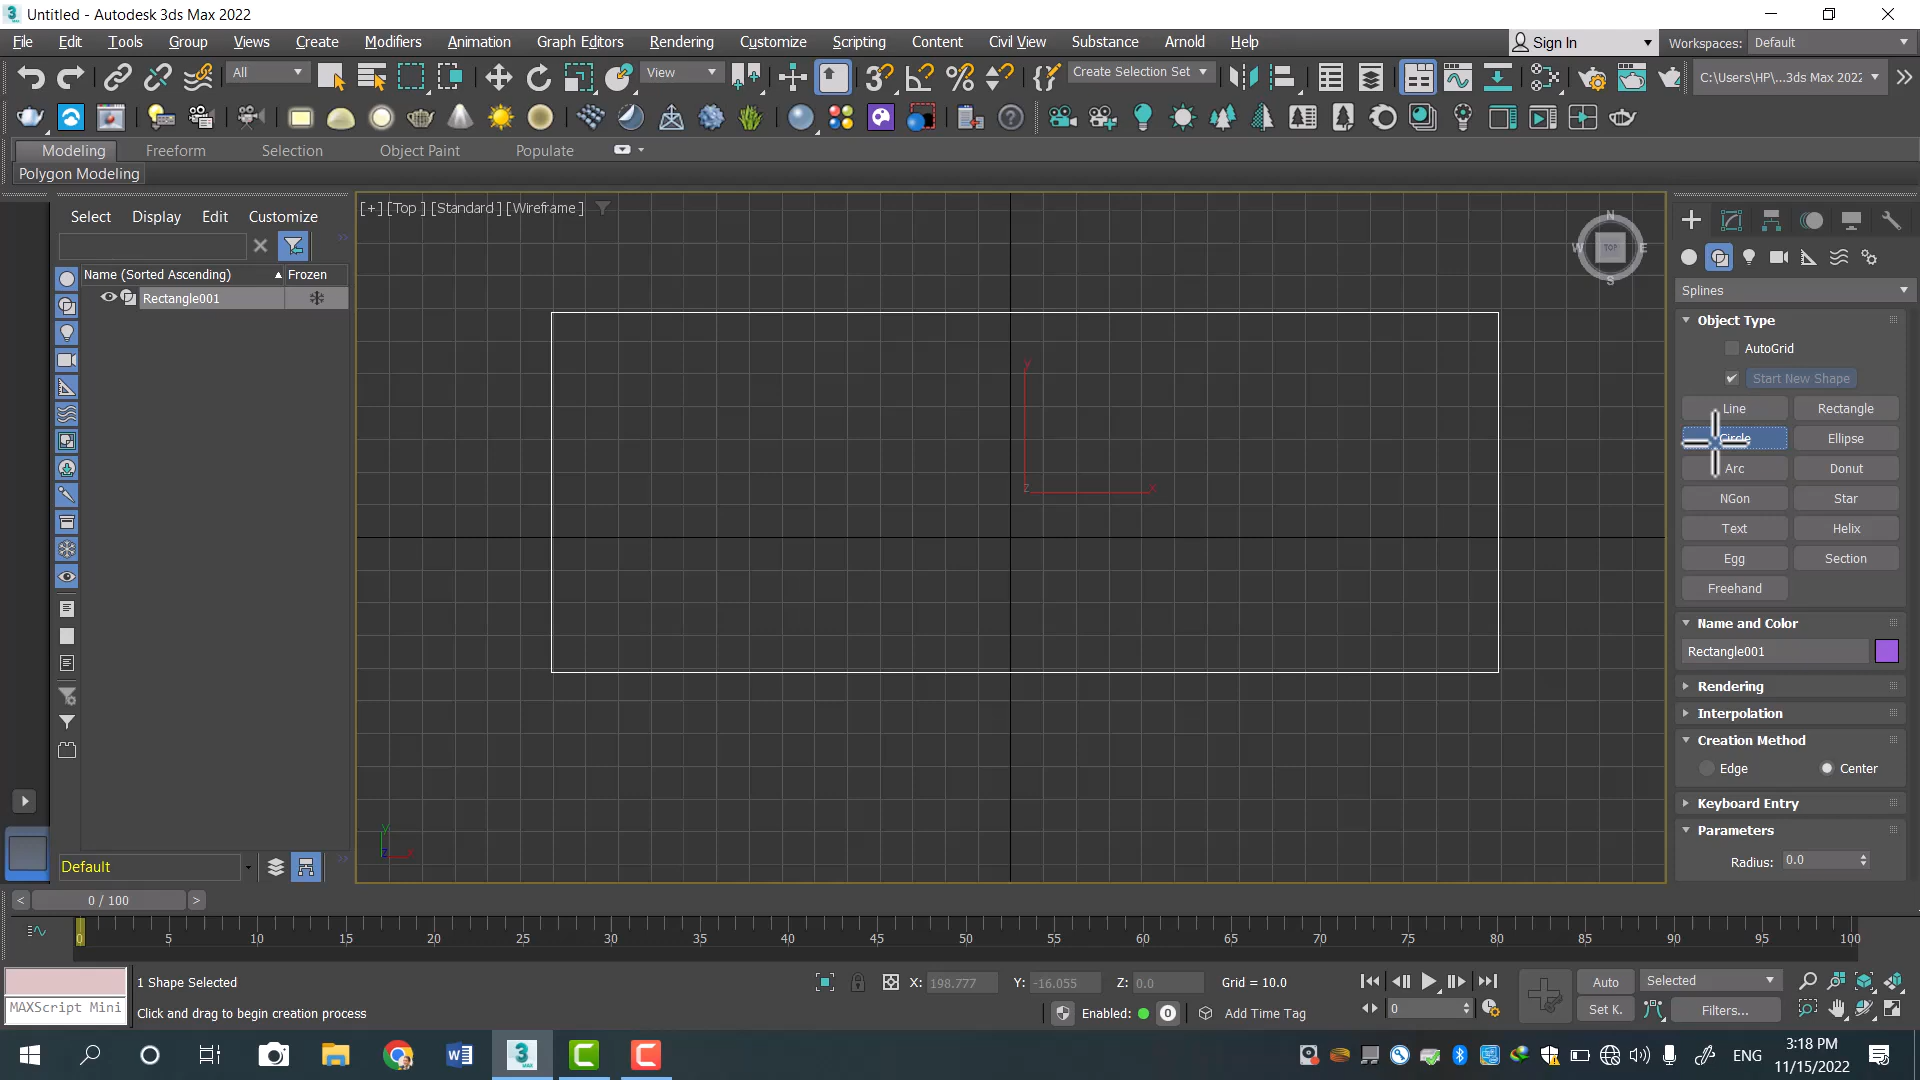 Untitled - Autodesk 3ds Max 2022
File Edit Tools Group Views Create Modifiers Animation Graph Editors Rendering Customize Scripting Content Civil View Substance Arnold Help
Sign In Workspaces: Default
All View Create Selection Set C:\Users\HP\...3ds Max 2022
Modeling Freeform Selection Object Paint Populate
Polygon Modeling
Select Display Edit Customize
Name (Sorted Ascending) Frozen
Rectangle001
Default
[+] [Top ] [Standard ] [Wireframe ]
N
W TOP E
S
y
z x
y
z x
Splines
Object Type
AutoGrid
Start New Shape
Line Rectangle
Circle Ellipse
Arc Donut
NGon Star
Text Helix
Egg Section
Freehand
Name and Color
Rectangle001
Rendering
Interpolation
Creation Method
Edge Center
Keyboard Entry
Parameters
Radius: 0.0
< 0 / 100 >
0 5 10 15 20 25 30 35 40 45 50 55 60 65 70 75 80 85 90 95 100
1 Shape Selected X: 198.777 Y: -16.055 Z: 0.0 Grid = 10.0 Auto Selected
MAXScript Mini Click and drag to begin creation process Enabled: 0 Add Time Tag 0 Set K. Filters...
ENG 3:18 PM
11/15/2022